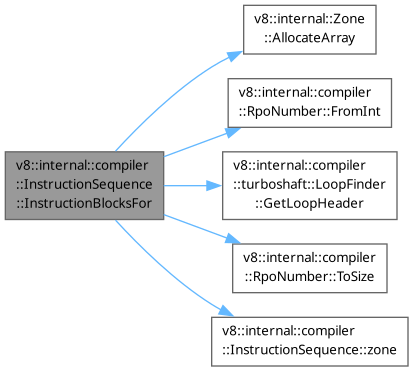 v8::internal::Zone
::AllocateArray
v8::internal::compiler
::RpoNumber::FromInt
v8::internal::compiler
::InstructionSequence
::InstructionBlocksFor
v8::internal::compiler
::turboshaft::LoopFinder
::GetLoopHeader
v8::internal::compiler
::RpoNumber::ToSize
v8::internal::compiler
::InstructionSequence::zone